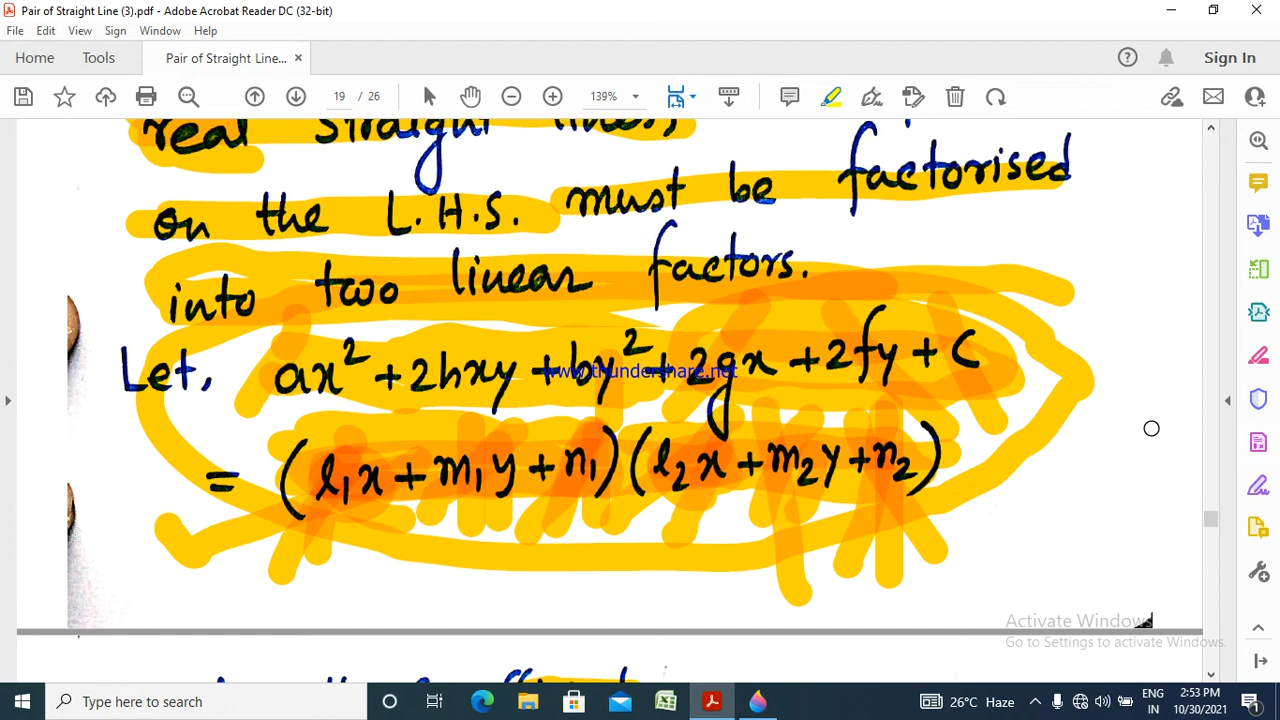 Pair of Straight Line (3).pdf - Adobe Acrobat Reader DC (32-bit)
File Edit View Sign Window Help
Home Tools Pair of Straight Line... × Sign In
19 / 26 139%
real straight lines,
on the L.H.S. must be factorised
into two linear factors.
Let, ax² + 2hxy + by² + 2gx + 2fy + c
www.thundershare.net
= (l₁x + m₁y + n₁) (l₂x + m₂y + n₂)
Activate Windows
Go to Settings to activate Windows.
Type here to search
26°C Haze
ENG
IN
2:53 PM
10/30/2021